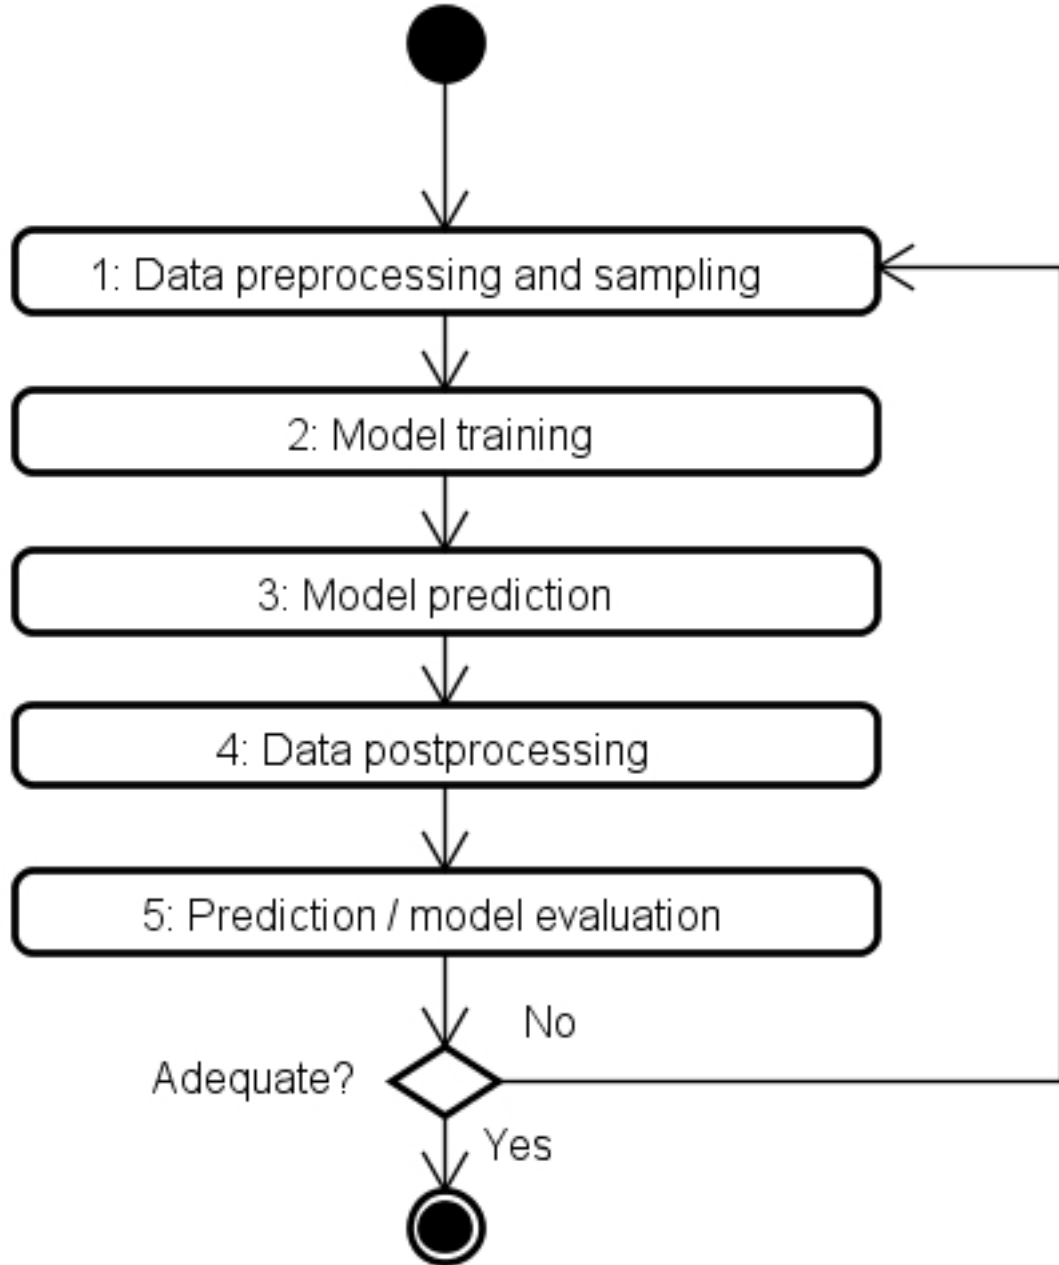 1: Data preprocessing and sampling
2: Model training
3: Model prediction
4: Data postprocessing
5: Prediction / model evaluation
No
Adequate?
Yes